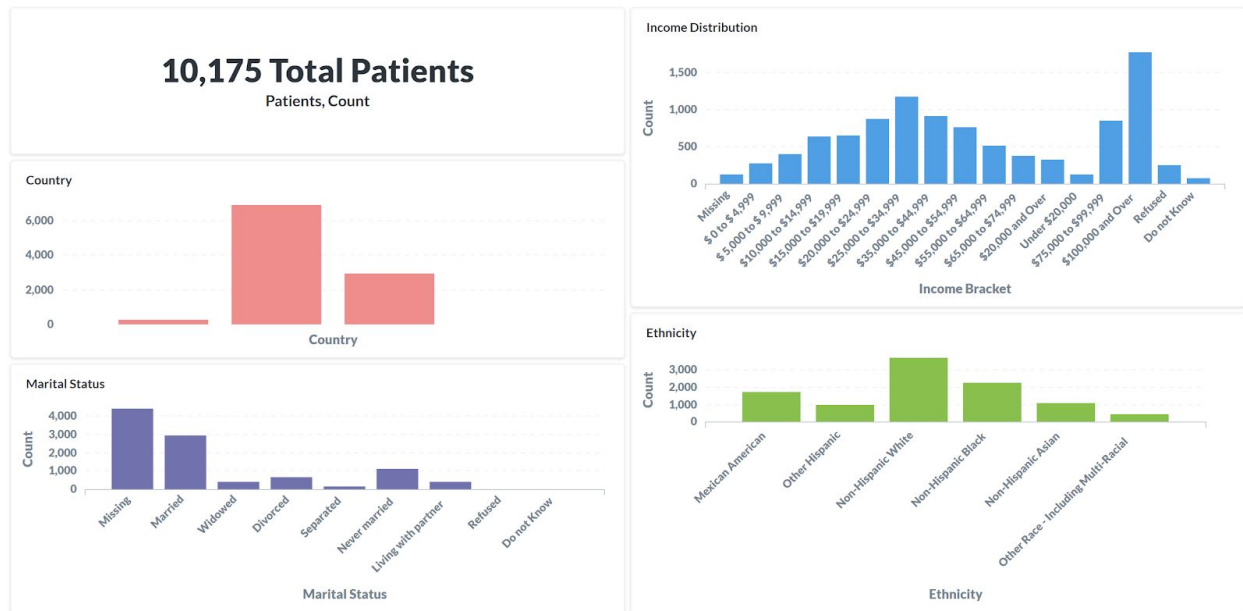 10,175 Total Patients
Patients, Count
Country
6,000
4,000
2,000
0
Country
Marital Status
Count
4,000
3,000
2,000
1,000
0
Missing
Married
Widowed
Divorced
Separated
Never married
Living with partner
Refused
Do not Know
Marital Status
Income Distribution
Count
1,500
1,000
500
0
Missing
$ 0 to $ 4,999
$ 5,000 to $ 9,999
$10,000 to $14,999
$15,000 to $19,999
$20,000 to $24,999
$25,000 to $34,999
$35,000 to $44,999
$45,000 to $54,999
$55,000 to $64,999
$65,000 to $74,999
$20,000 and Over
Under $20,000
$75,000 to $99,999
$100,000 and Over
Refused
Do not Know
Income Bracket
Ethnicity
Count
3,000
2,000
1,000
0
Mexican American
Other Hispanic
Non-Hispanic White
Non-Hispanic Black
Non-Hispanic Asian
Other Race - Including Multi-Racial
Ethnicity